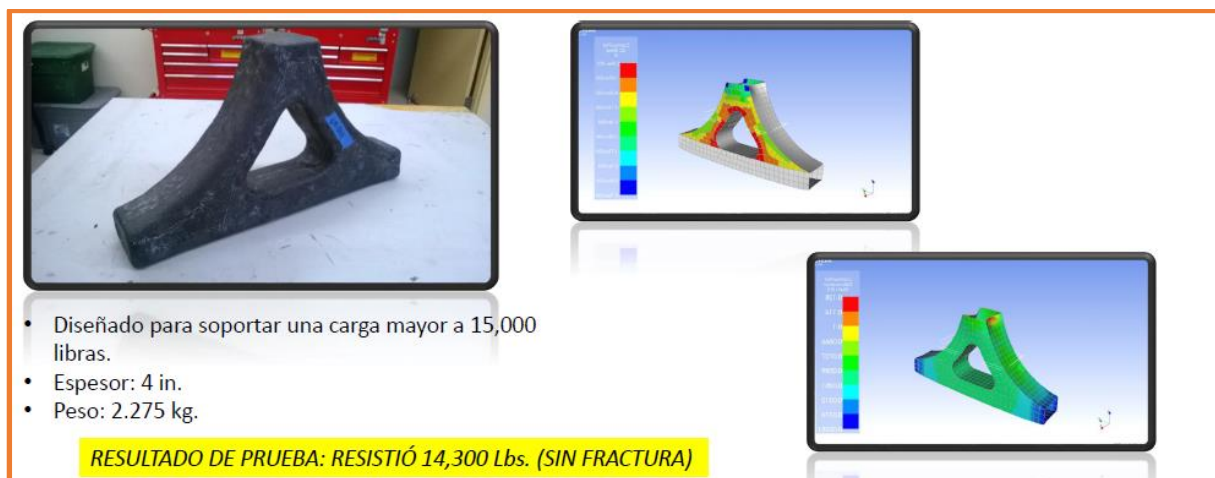 • Diseñado para soportar una carga mayor a 15,000
libras.
• Espesor: 4 in.
• Peso: 2.275 kg.
RESULTADO DE PRUEBA: RESISTIÓ 14,300 Lbs. (SIN FRACTURA)